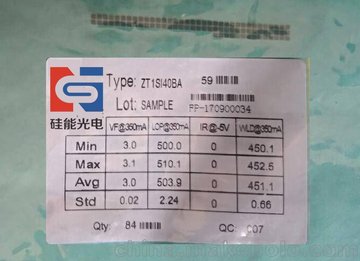 Type: ZT1SI40BA 59
Lot: SAMPLE FP-170900034
硅能光电
VF@350mA LOP@350mA IR@-5V WLD@350mA
Min 3.0 500.0 0 450.1
Max 3.1 510.1 0 452.5
Avg 3.0 503.9 0 451.1
Std 0.02 2.24 0 0.66
Qty: 84 QC: C07